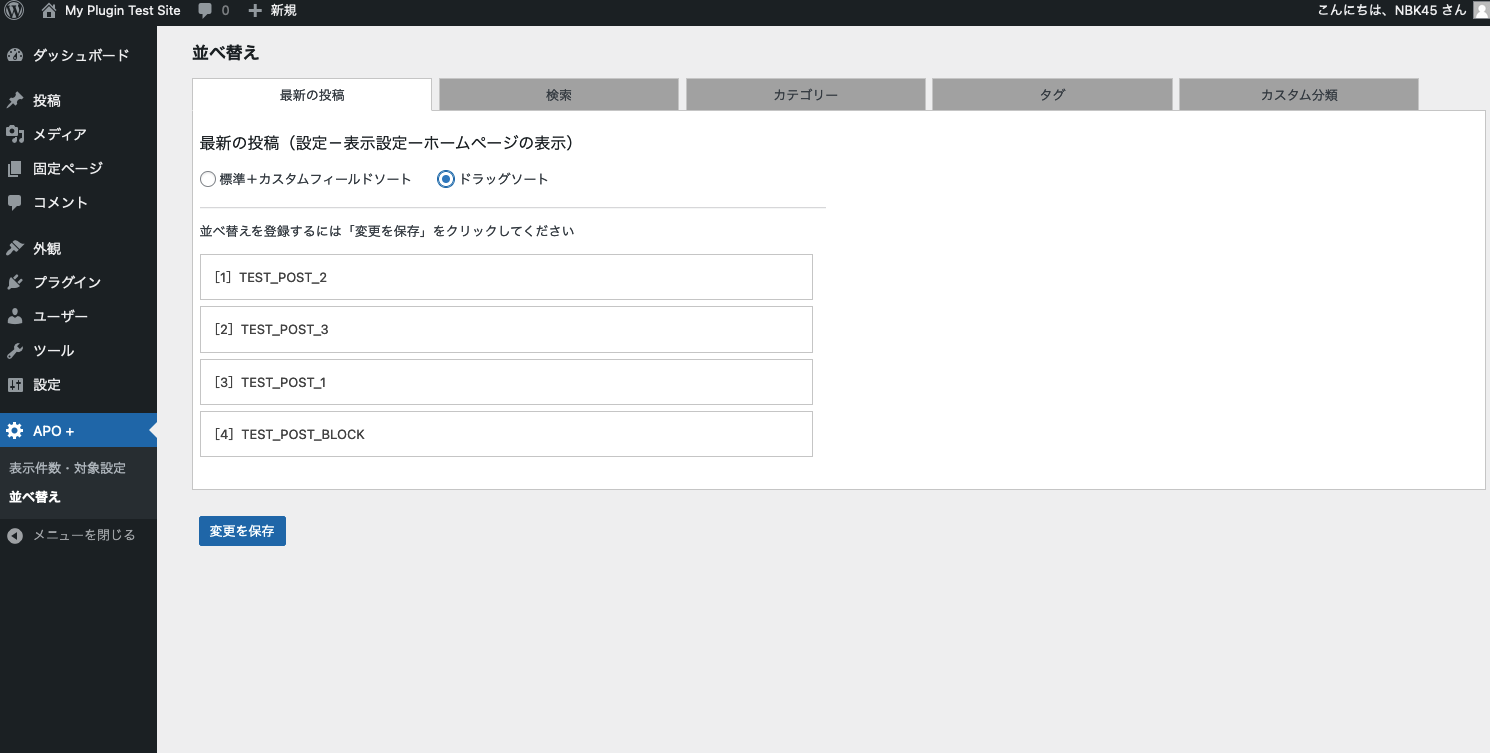 My Plugin Test Site 0 新規 こんにちは、NBK45 さん
ダッシュボード
投稿
メディア
固定ページ
コメント
外観
プラグイン
ユーザー
ツール
設定
APO +
表示件数・対象設定
並べ替え
メニューを閉じる
並べ替え
最新の投稿 検索 カテゴリー タグ カスタム分類
最新の投稿（設定－表示設定ーホームページの表示）
標準＋カスタムフィールドソート ドラッグソート
並べ替えを登録するには「変更を保存」をクリックしてください
［1］TEST_POST_2
［2］TEST_POST_3
［3］TEST_POST_1
［4］TEST_POST_BLOCK
変更を保存